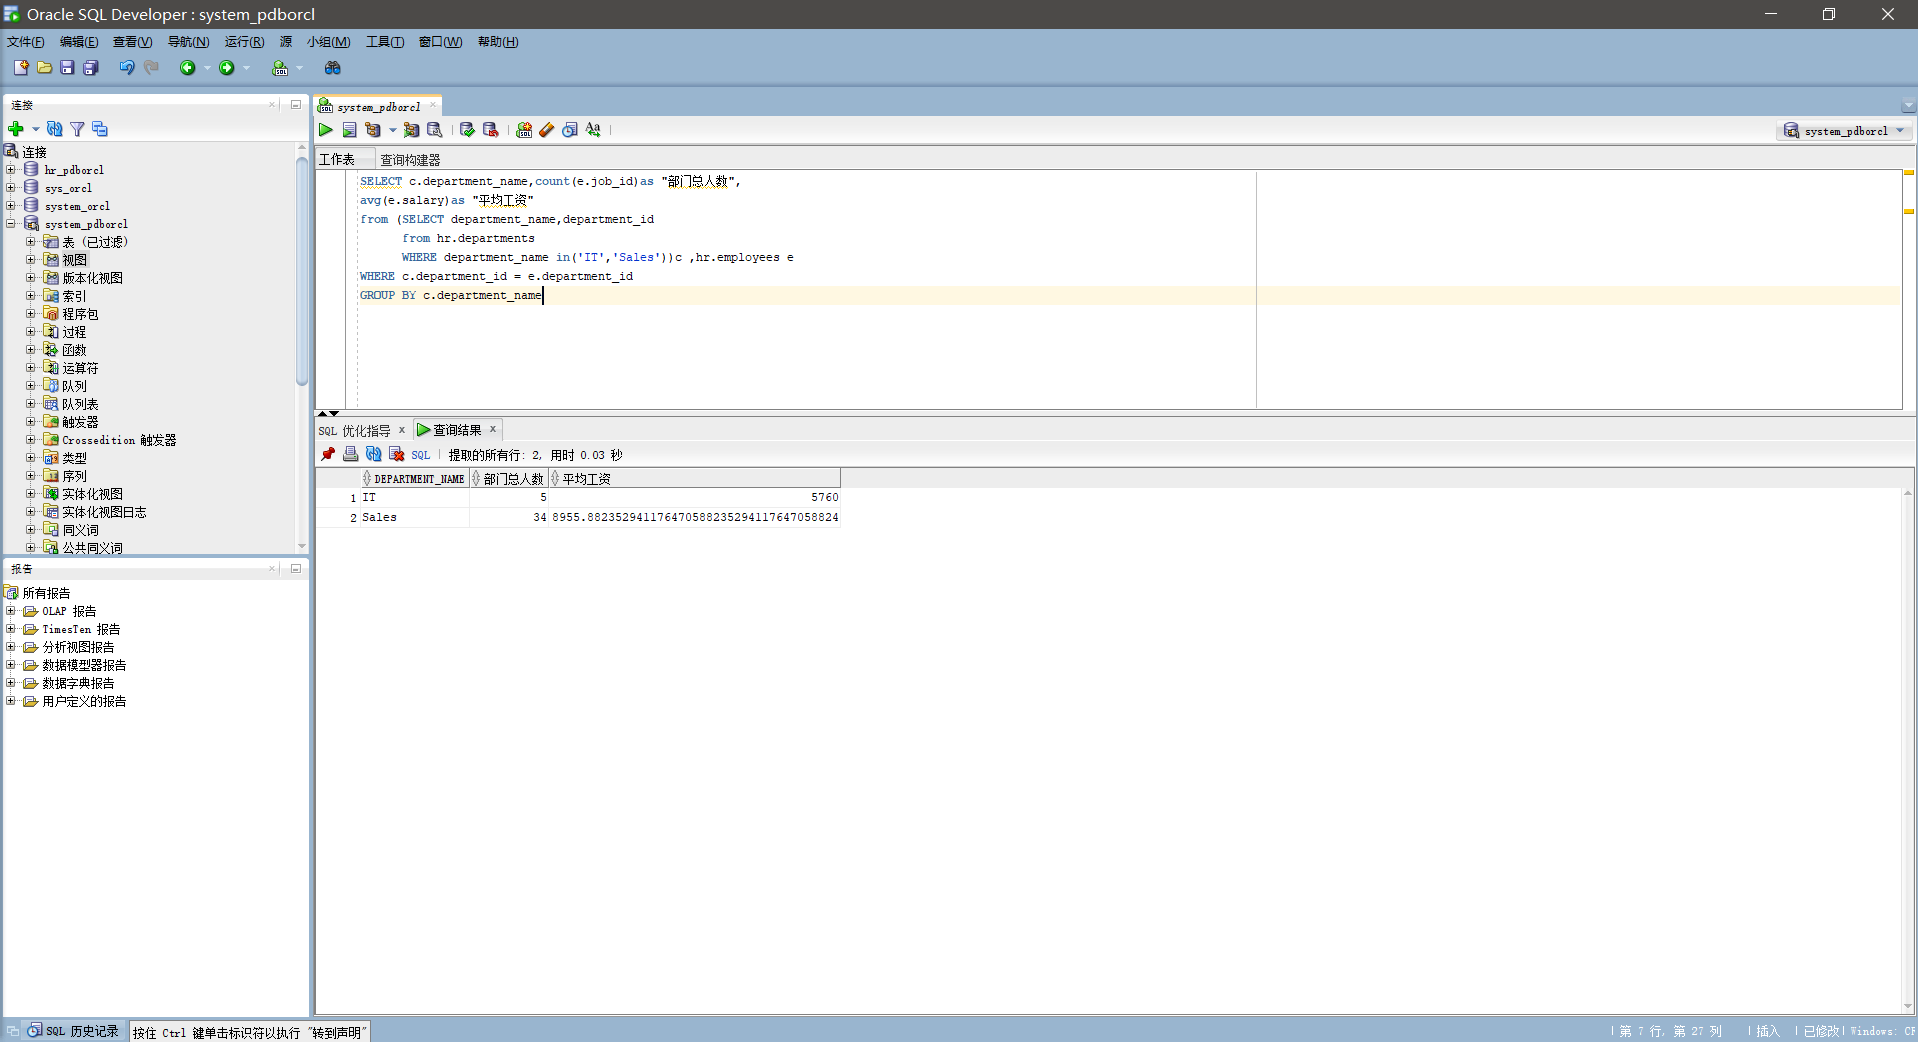 Oracle SQL Developer : system_pdborcl
文件(F) 编辑(E) 查看(V) 导航(N) 运行(R) 源 小组(M) 工具(T) 窗口(W) 帮助(H)
连接
连接
hr_pdborcl
sys_orcl
system_orcl
system_pdborcl
表 (已过滤)
视图
版本化视图
索引
程序包
过程
函数
运算符
队列
队列表
触发器
Crossedition 触发器
类型
序列
实体化视图
实体化视图日志
同义词
公共同义词
报告
所有报告
OLAP 报告
TimesTen 报告
分析视图报告
数据模型器报告
数据字典报告
用户定义的报告
system_pdborcl
system_pdborcl
工作表 查询构建器
SELECT c.department_name,count(e.job_id)as "部门总人数",
avg(e.salary)as "平均工资"
from (SELECT department_name,department_id
from hr.departments
WHERE department_name in('IT','Sales'))c ,hr.employees e
WHERE c.department_id = e.department_id
GROUP BY c.department_name
SQL 优化指导 查询结果
SQL 提取的所有行: 2, 用时 0.03 秒
DEPARTMENT_NAME 部门总人数 平均工资
1 IT 5 5760
2 Sales 34 8955.882352941176470588235294117647058824
SQL 历史记录 按住 Ctrl 键单击标识符以执行 "转到声明"
第 7 行, 第 27 列 插入 已修改 Windows: CF